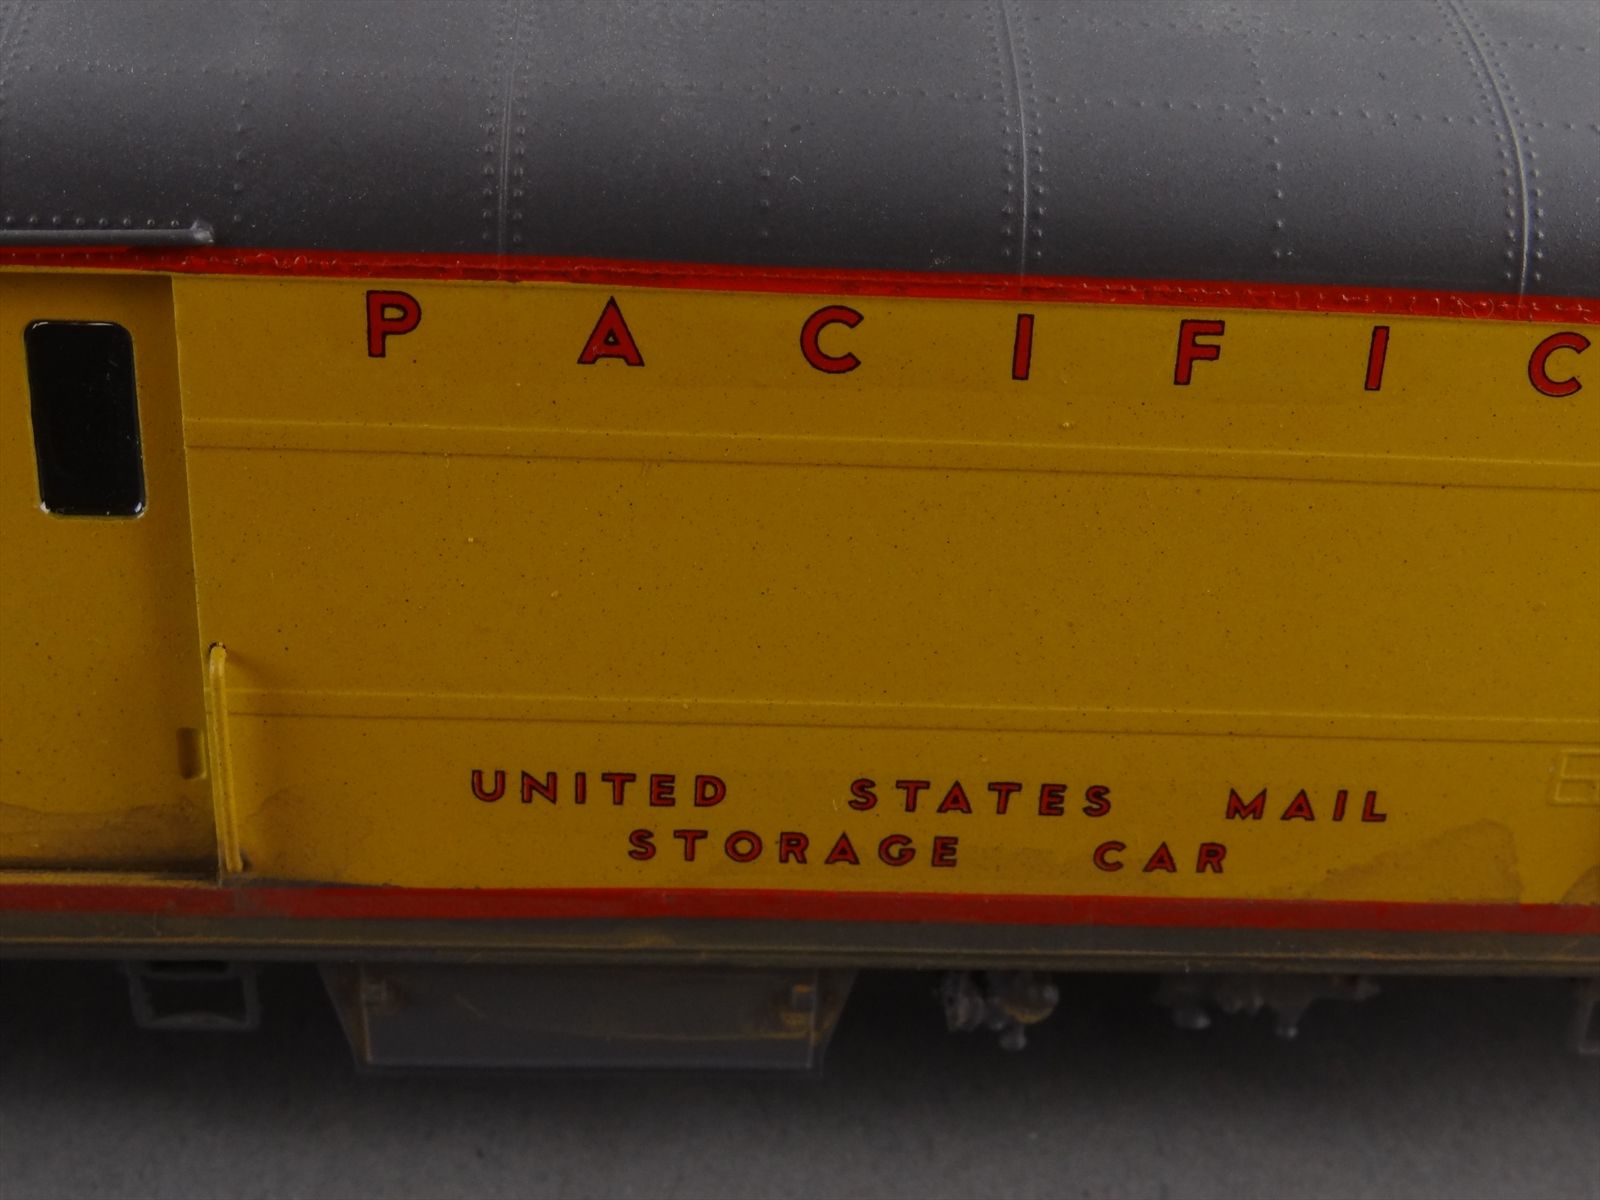 PACIFIC
UNITED STATES MAIL
STORAGE CAR